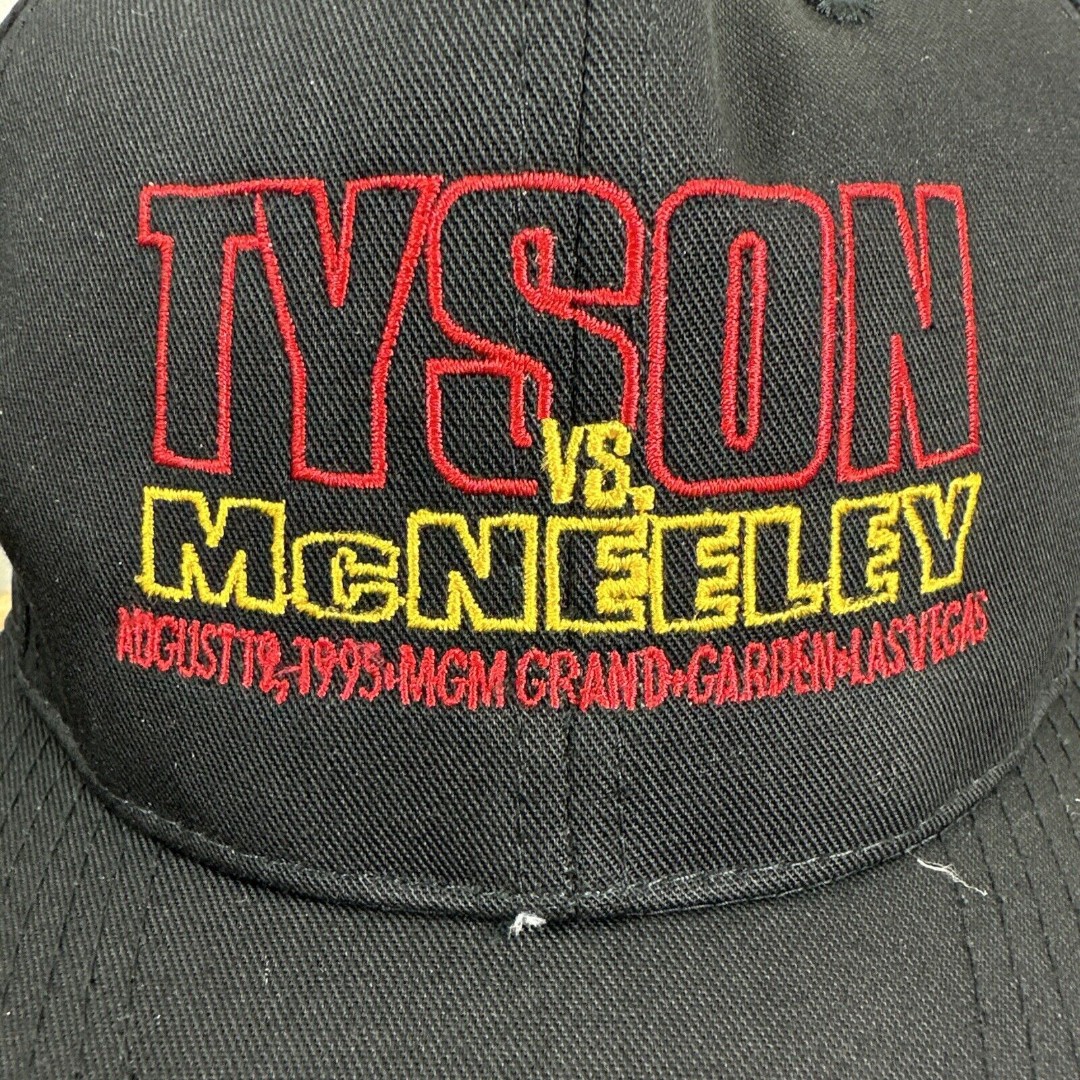 TYSON
VS.
McNEELEY
AUGUST 19, 1995•MGM GRAND•GARDEN•LAS VEGAS